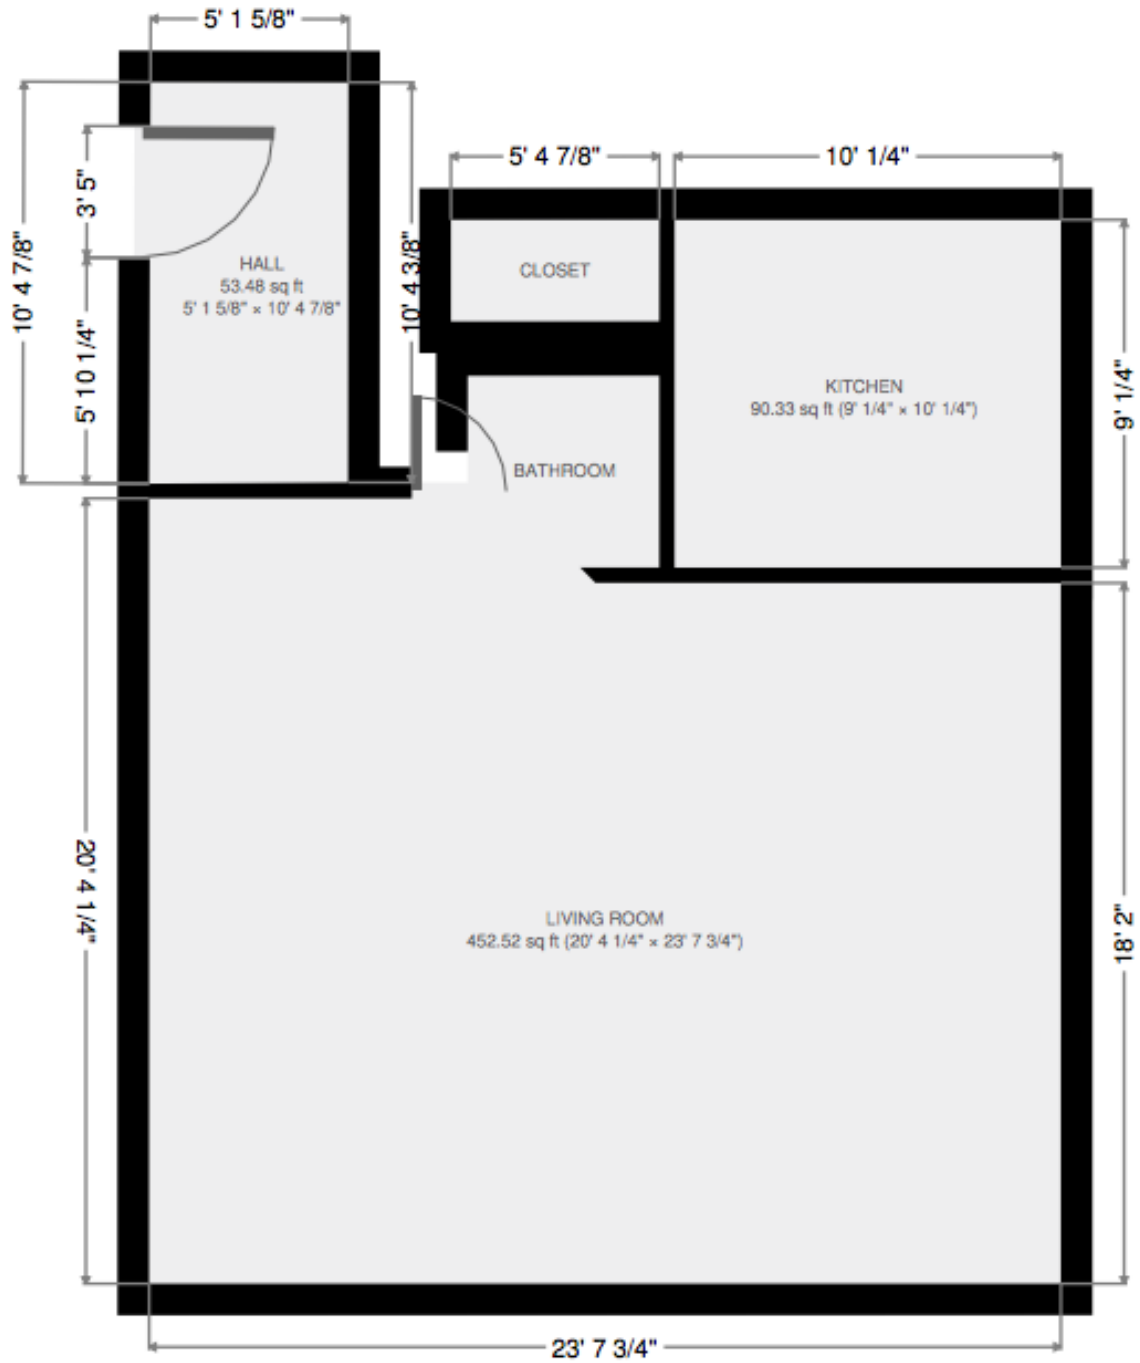 5' 1 5/8"
5' 4 7/8"
10' 1/4"
3' 5"
10' 4 7/8"
10' 4 3/8"
HALL
53.48 sq ft
5' 1 5/8" × 10' 4 7/8"
CLOSET
5' 10 1/4"
KITCHEN
90.33 sq ft (9' 1/4" × 10' 1/4")
9' 1/4"
BATHROOM
20' 4 1/4"
LIVING ROOM
452.52 sq ft (20' 4 1/4" × 23' 7 3/4")
18' 2"
23' 7 3/4"